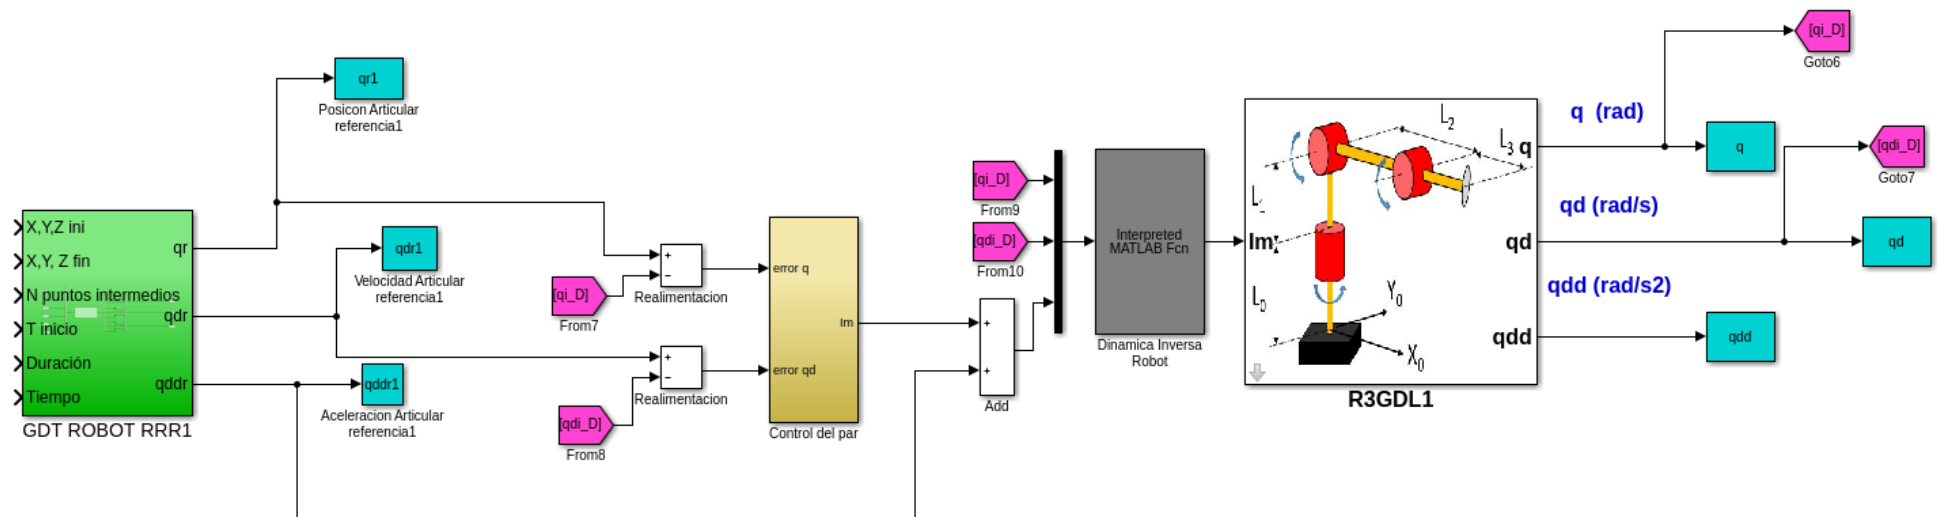 qr1
Posicon Articular
referencia1
X,Y,Z ini
X,Y, Z fin
N puntos intermedios
T inicio
Duración
Tiempo
qr
qdr
qddr
GDT ROBOT RRR1
qdr1
Velocidad Articular
referencia1
qddr1
Aceleracion Articular
referencia1
[qi_D]
From7
[qdi_D]
From8
+
−
Realimentacion
+
−
Realimentacion
error q
error qd
Im
Control del par
[qi_D]
From9
[qdi_D]
From10
+
+
Add
Interpreted
MATLAB Fcn
Dinamica Inversa
Robot
Im
L2
L3
L1
L0
Y0
X0
q
qd
qdd
R3GDL1
q (rad)
qd (rad/s)
qdd (rad/s2)
[qi_D]
Goto6
q
[qdi_D]
Goto7
qd
qdd